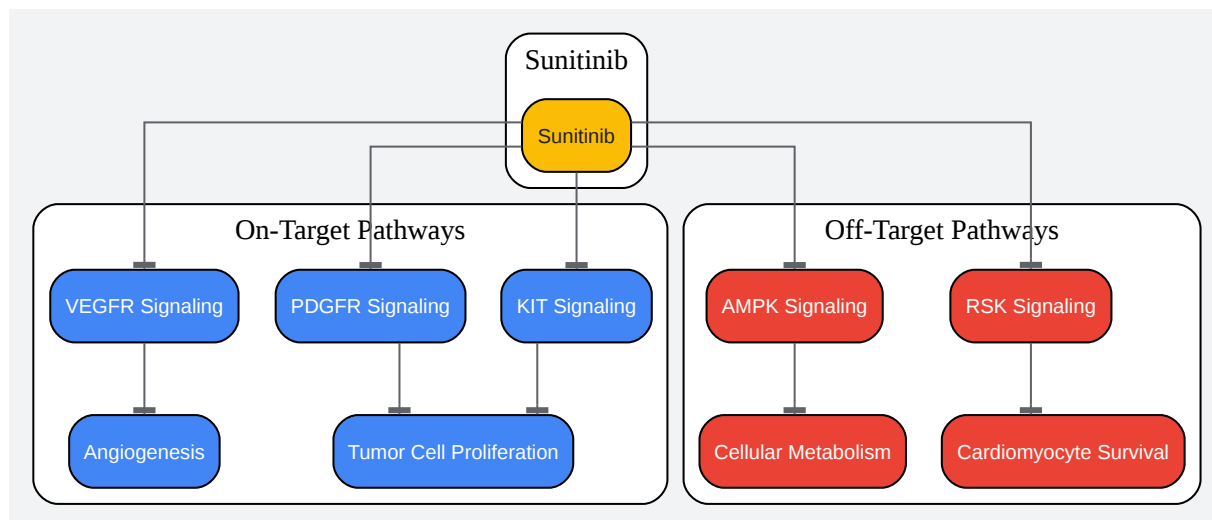 Sunitinib
Sunitinib
On-Target Pathways
Off-Target Pathways
VEGFR Signaling
PDGFR Signaling
KIT Signaling
AMPK Signaling
RSK Signaling
Angiogenesis
Tumor Cell Proliferation
Cellular Metabolism
Cardiomyocyte Survival